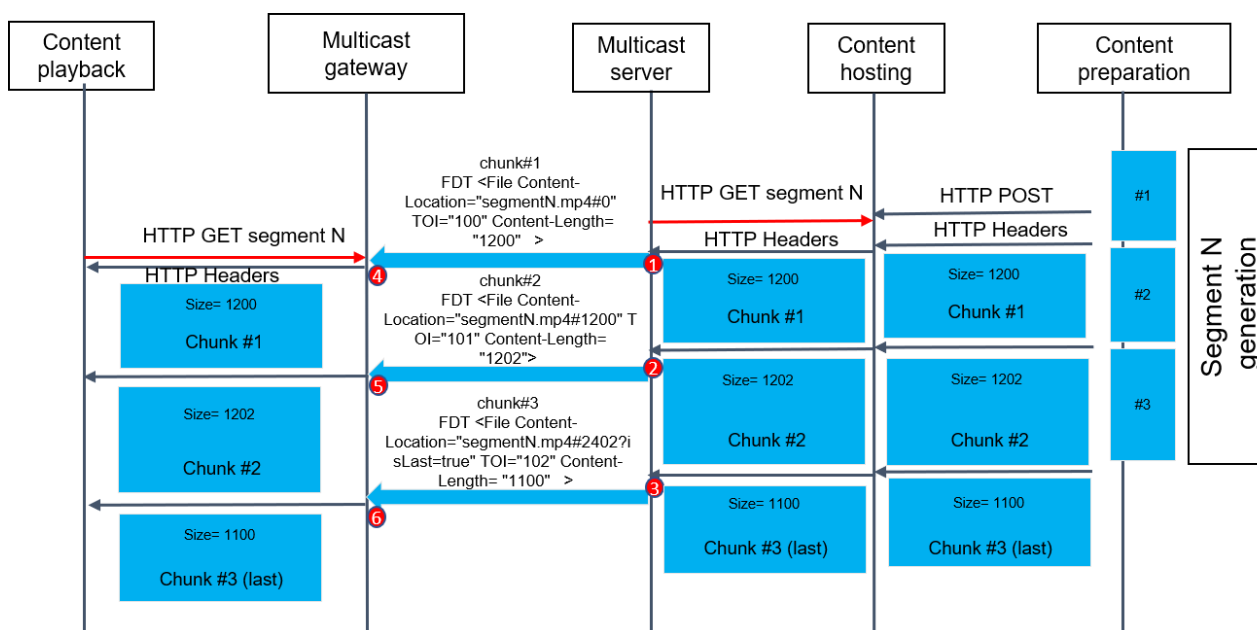 Content
playback
Multicast
gateway
Multicast
server
Content
hosting
Content
preparation
chunk#1
FDT <File Content-
Location="segmentN.mp4#0"
TOI="100" Content-Length=
"1200"   >
HTTP GET segment N
HTTP POST
#1
HTTP GET segment N
HTTP Headers
HTTP Headers
1
4
HTTP Headers
chunk#2
FDT <File Content-
Location="segmentN.mp4#1200" T
OI="101" Content-Length=
"1202">
Size= 1200
Chunk #1
Size= 1200
Chunk #1
Size= 1200
Chunk #1
#2
2
5
chunk#3
FDT <File Content-
Location="segmentN.mp4#2402?i
sLast=true" TOI="102" Content-
Length= "1100"   >
Size= 1202
Chunk #2
Size= 1202
Chunk #2
Size= 1202
Chunk #2
#3
3
6
Size= 1100
Chunk #3 (last)
Size= 1100
Chunk #3 (last)
Size= 1100
Chunk #3 (last)
Segment N
generation